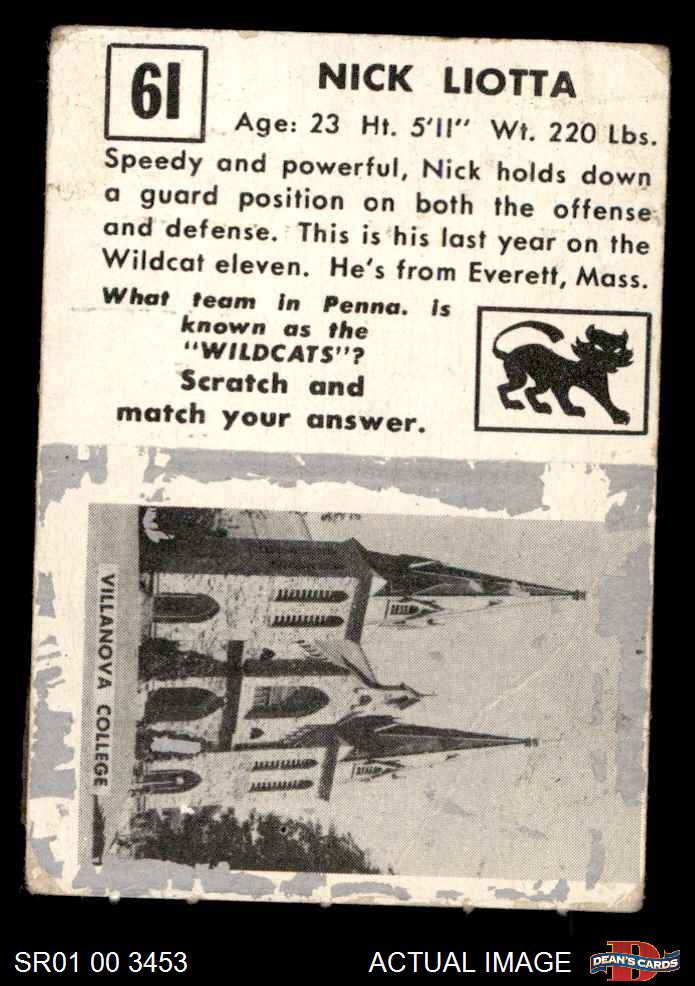 61
NICK LIOTTA
Age: 23 Ht. 5'11" Wt. 220 Lbs.
Speedy and powerful, Nick holds down
a guard position on both the offense
and defense. This is his last year on the
Wildcat eleven. He's from Everett, Mass.
What team in Penna. is
known as the
"WILDCATS"?
Scratch and
match your answer.
VILLANOVA COLLEGE
SR01 00 3453
ACTUAL IMAGE
DEAN'S CARDS